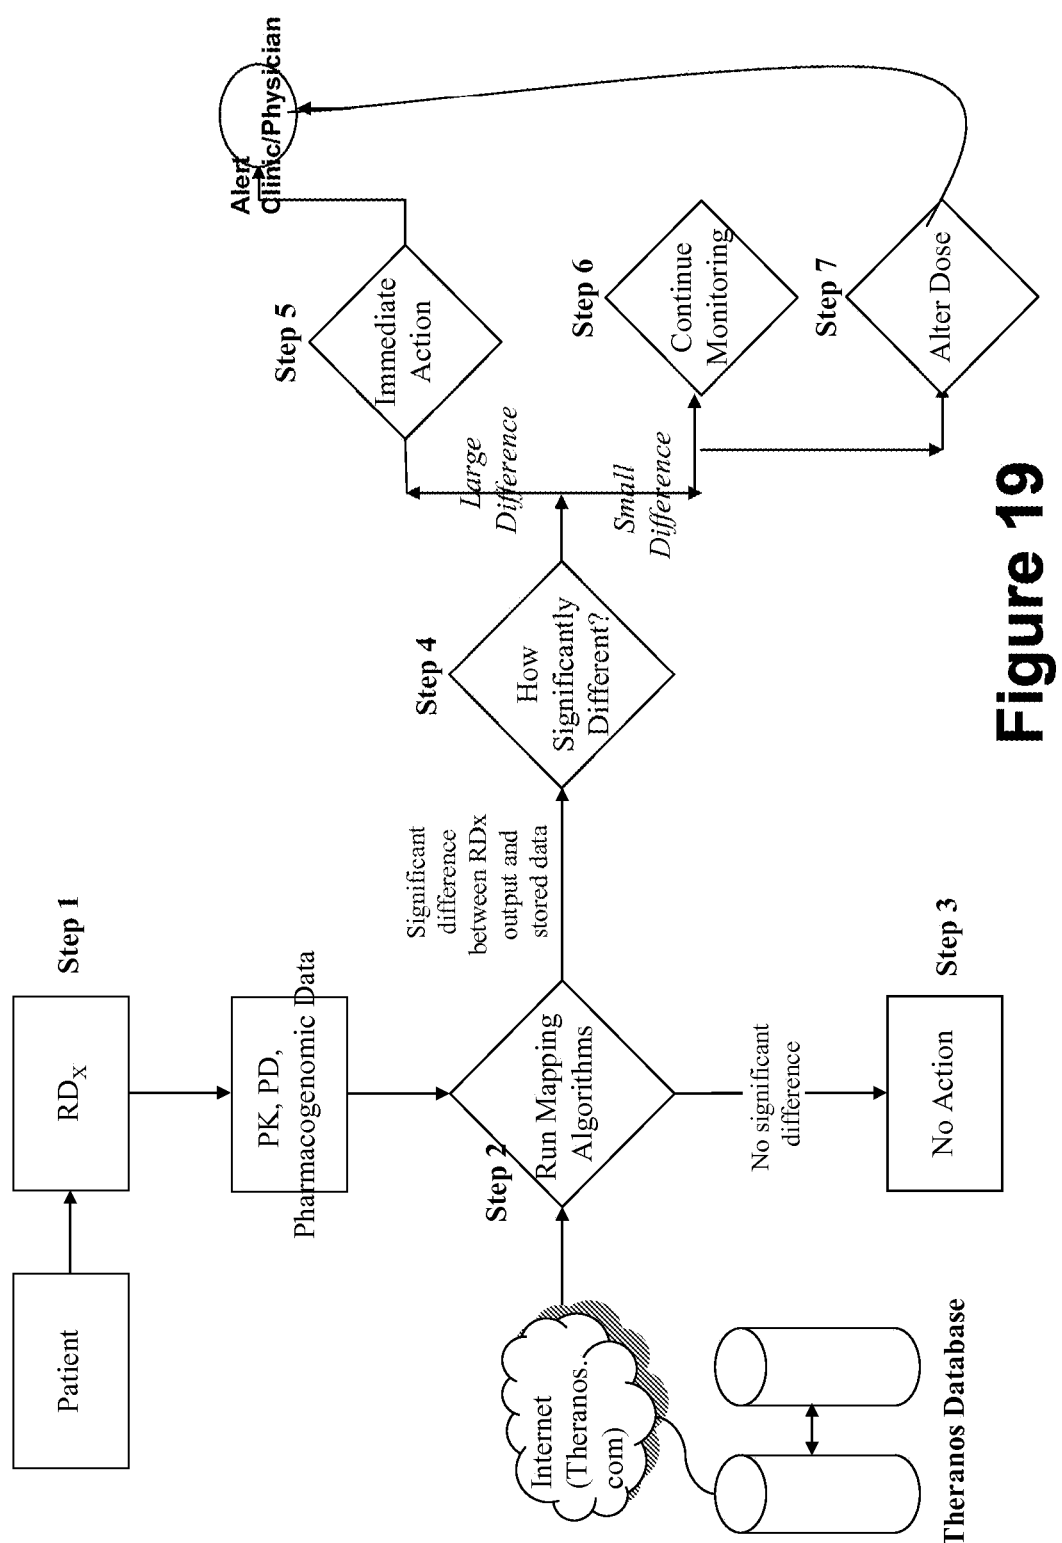 Patient
RDX
Step 1
PK, PD,
Pharmacogenomic Data
Internet
(Theranos..
com)
Theranos Database
Step 2
Run Mapping
Algorithms
No significant
difference
No Action
Step 3
Significant
difference
between RDx
output and
stored data
Step 4
How
Significantly
Different?
Large
Difference
Small
Difference
Step 5
Immediate
Action
Alert
Clinic/Physician
Step 6
Continue
Monitoring
Step 7
Alter Dose
Figure 19